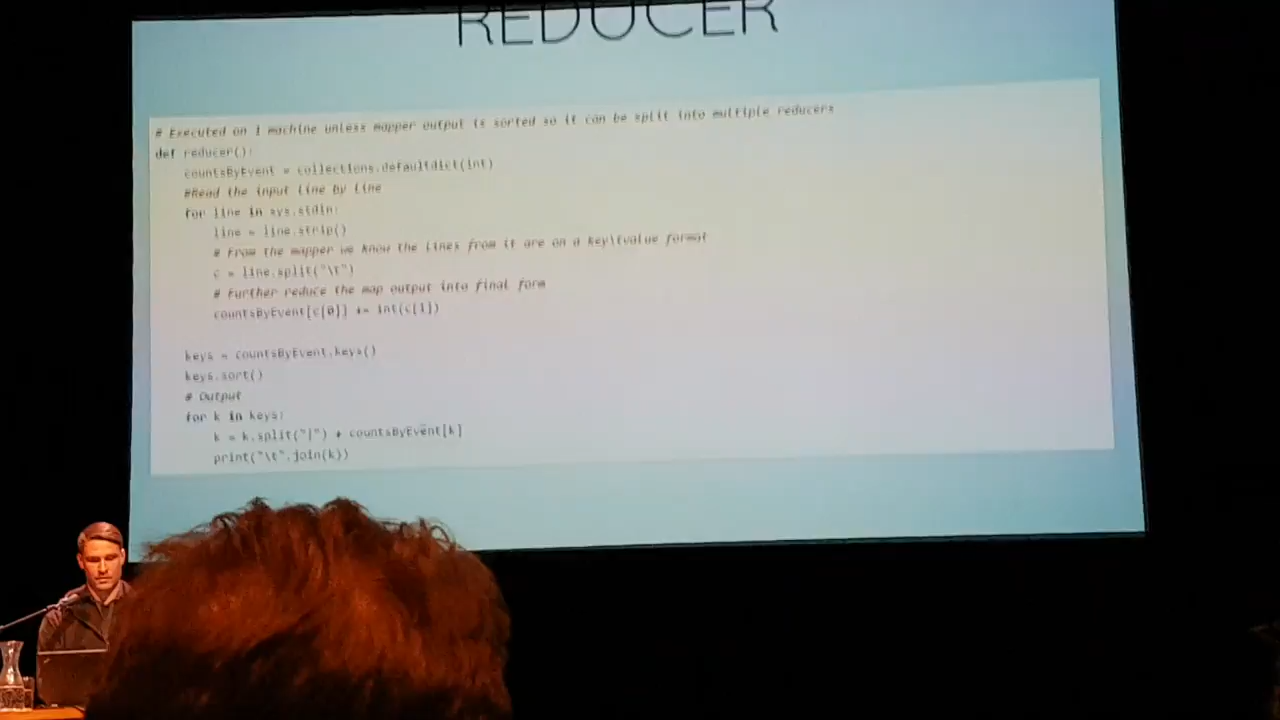 REDUCER
# Executed on 1 machine unless mapper output is sorted so it can be split into multiple reducers
def reducer():
countsByEvent = collections.defaultdict(int)
#Read the input line by line
for line in sys.stdin:
line = line.strip()
# From the mapper we know the lines from it are on a key\tvalue format
c = line.split("\t")
# Further reduce the map output into final form
countsByEvent[c[0]] += int(c[1])
keys = countsByEvent.keys()
keys.sort()
# Output
for k in keys:
k = k.split("|") + countsByEvent[k]
print("\t".join(k))